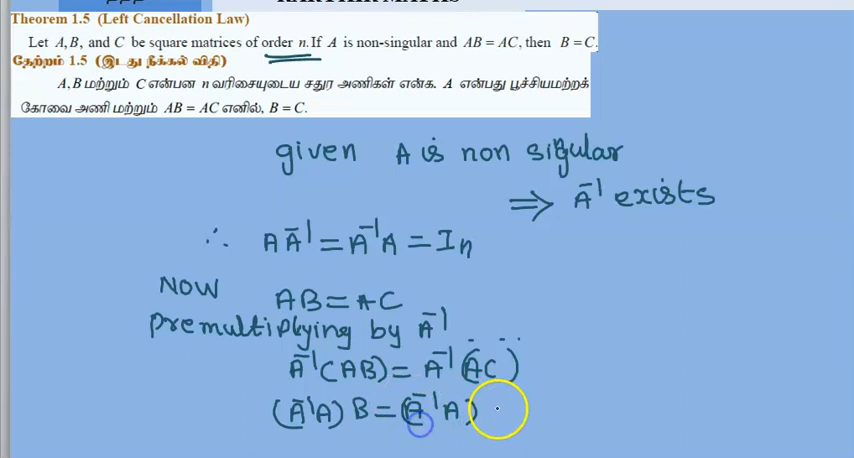 Theorem 1.5 (Left Cancellation Law)
Let A, B, and C be square matrices of order n. If A is non-singular and AB = AC, then B = C.
தேற்றம் 1.5 (இடது நீக்கல் விதி)
A, B மற்றும் C என்பன n வரிசையுடைய சதுர அணிகள் என்க. A என்பது பூச்சியமற்றக்
கோவை அணி மற்றும் AB = AC எனில், B = C.
given A is non sigular
⟹ A⁻¹ exists
∴ A A⁻¹ = A⁻¹A = In
Now AB = AC
Premultiplying by A⁻¹
A⁻¹(AB) = A⁻¹(AC)
(A⁻¹A) B = (A⁻¹A)